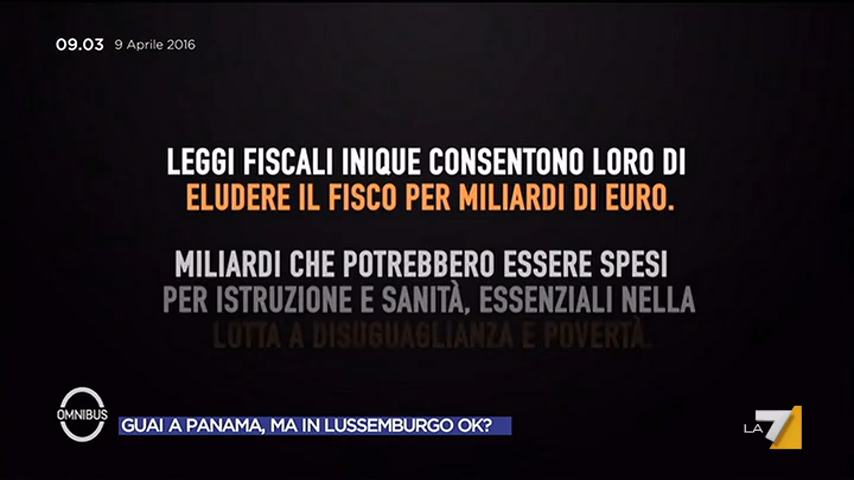 09.03 9 Aprile 2016
LEGGI FISCALI INIQUE CONSENTONO LORO DI
ELUDERE IL FISCO PER MILIARDI DI EURO.
MILIARDI CHE POTREBBERO ESSERE SPESI
PER ISTRUZIONE E SANITÀ, ESSENZIALI NELLA
LOTTA A DISUGUAGLIANZA E POVERTÀ.
OMNIBUS
GUAI A PANAMA, MA IN LUSSEMBURGO OK?
LA 7